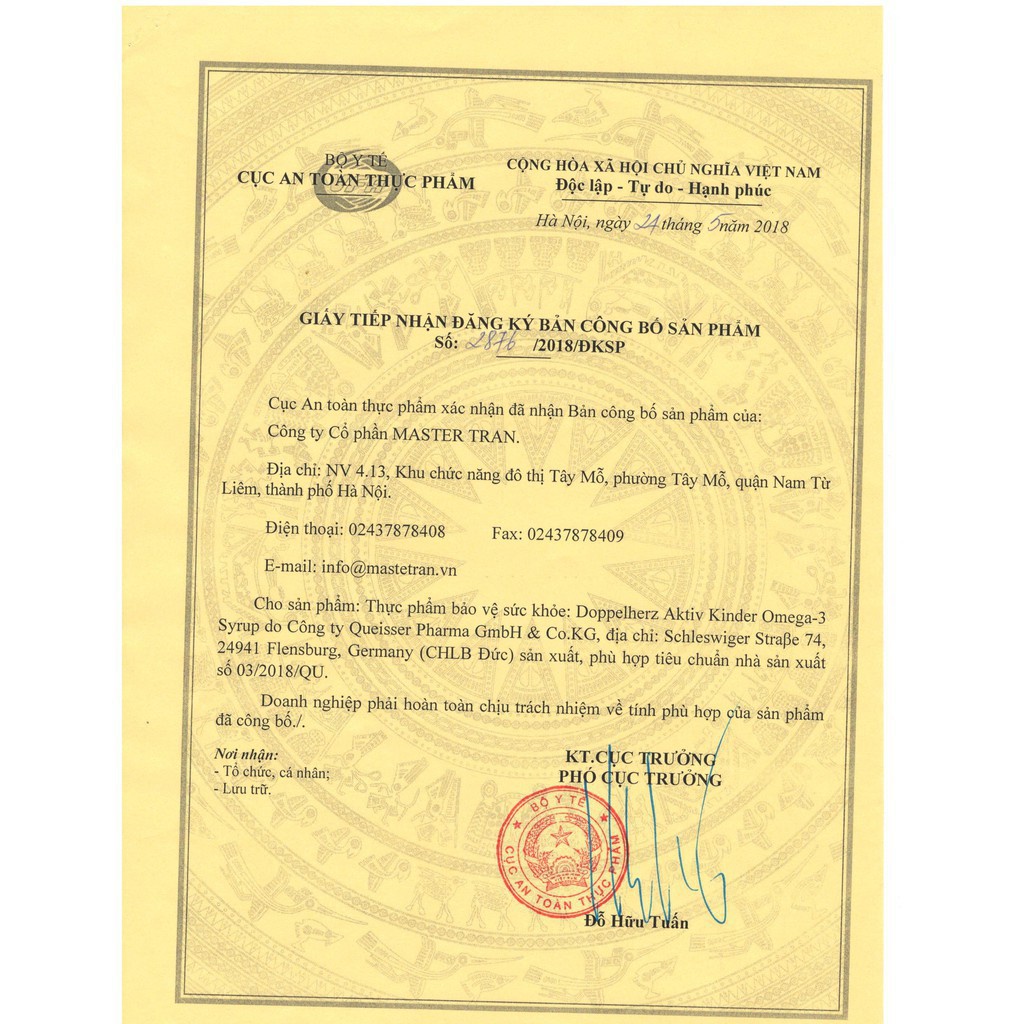 BỘ Y TẾ
CỤC AN TOÀN THỰC PHẨM
CỘNG HÒA XÃ HỘI CHỦ NGHĨA VIỆT NAM
Độc lập - Tự do - Hạnh phúc
Hà Nội, ngày 24 tháng 5 năm 2018
GIẤY TIẾP NHẬN ĐĂNG KÝ BẢN CÔNG BỐ SẢN PHẨM
Số: 2876 /2018/ĐKSP
Cục An toàn thực phẩm xác nhận đã nhận Bản công bố sản phẩm của:
Công ty Cổ phần MASTER TRAN.
Địa chỉ: NV 4.13, Khu chức năng đô thị Tây Mỗ, phường Tây Mỗ, quận Nam Từ
Liêm, thành phố Hà Nội.
Điện thoại: 02437878408 Fax: 02437878409
E-mail: info@mastetran.vn
Cho sản phẩm: Thực phẩm bảo vệ sức khỏe: Doppelherz Aktiv Kinder Omega-3
Syrup do Công ty Queisser Pharma GmbH & Co.KG, địa chỉ: Schleswiger Straβe 74,
24941 Flensburg, Germany (CHLB Đức) sản xuất, phù hợp tiêu chuẩn nhà sản xuất
số 03/2018/QU.
Doanh nghiệp phải hoàn toàn chịu trách nhiệm về tính phù hợp của sản phẩm
đã công bố./.
Nơi nhận:
- Tổ chức, cá nhân;
- Lưu trữ.
KT.CỤC TRƯỞNG
PHÓ CỤC TRƯỞNG
BỘ Y TẾ
CỤC AN TOÀN THỰC PHẨM
Đỗ Hữu Tuấn